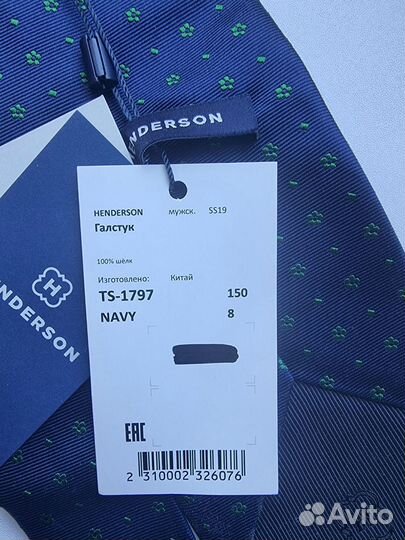 HENDERSON
HENDERSON мужск. SS19
Галстук
100% шёлк
Изготовлено: Китай
TS-1797 150
NAVY 8
H
HENDERSON
EAC
2 310002 326076
Avito